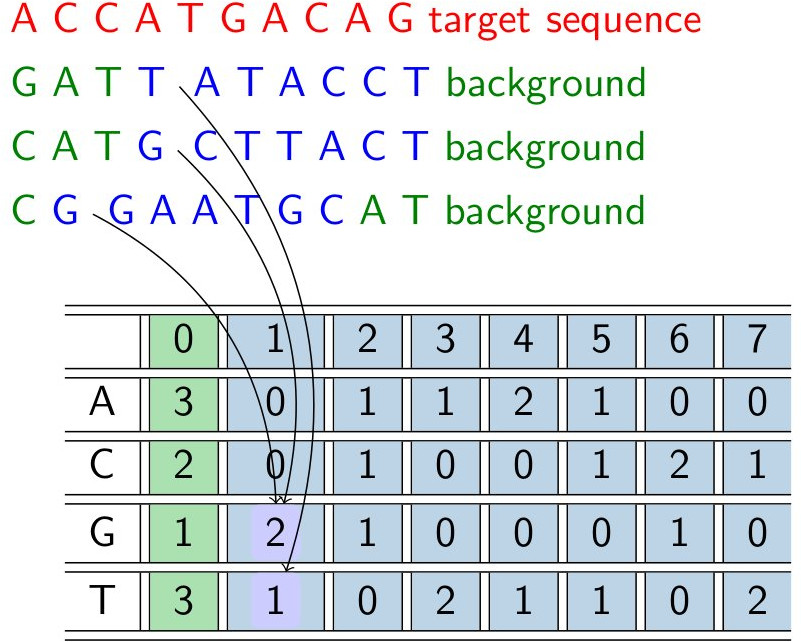 A C C A T G A C A G target sequence
G A T T A T A C C T background
C A T G C T T A C T background
C G G A A T G C A T background
0 1 2 3 4 5 6 7
A 3 0 1 1 2 1 0 0
C 2 0 1 0 0 1 2 1
G 1 2 1 0 0 0 1 0
T 3 1 0 2 1 1 0 2